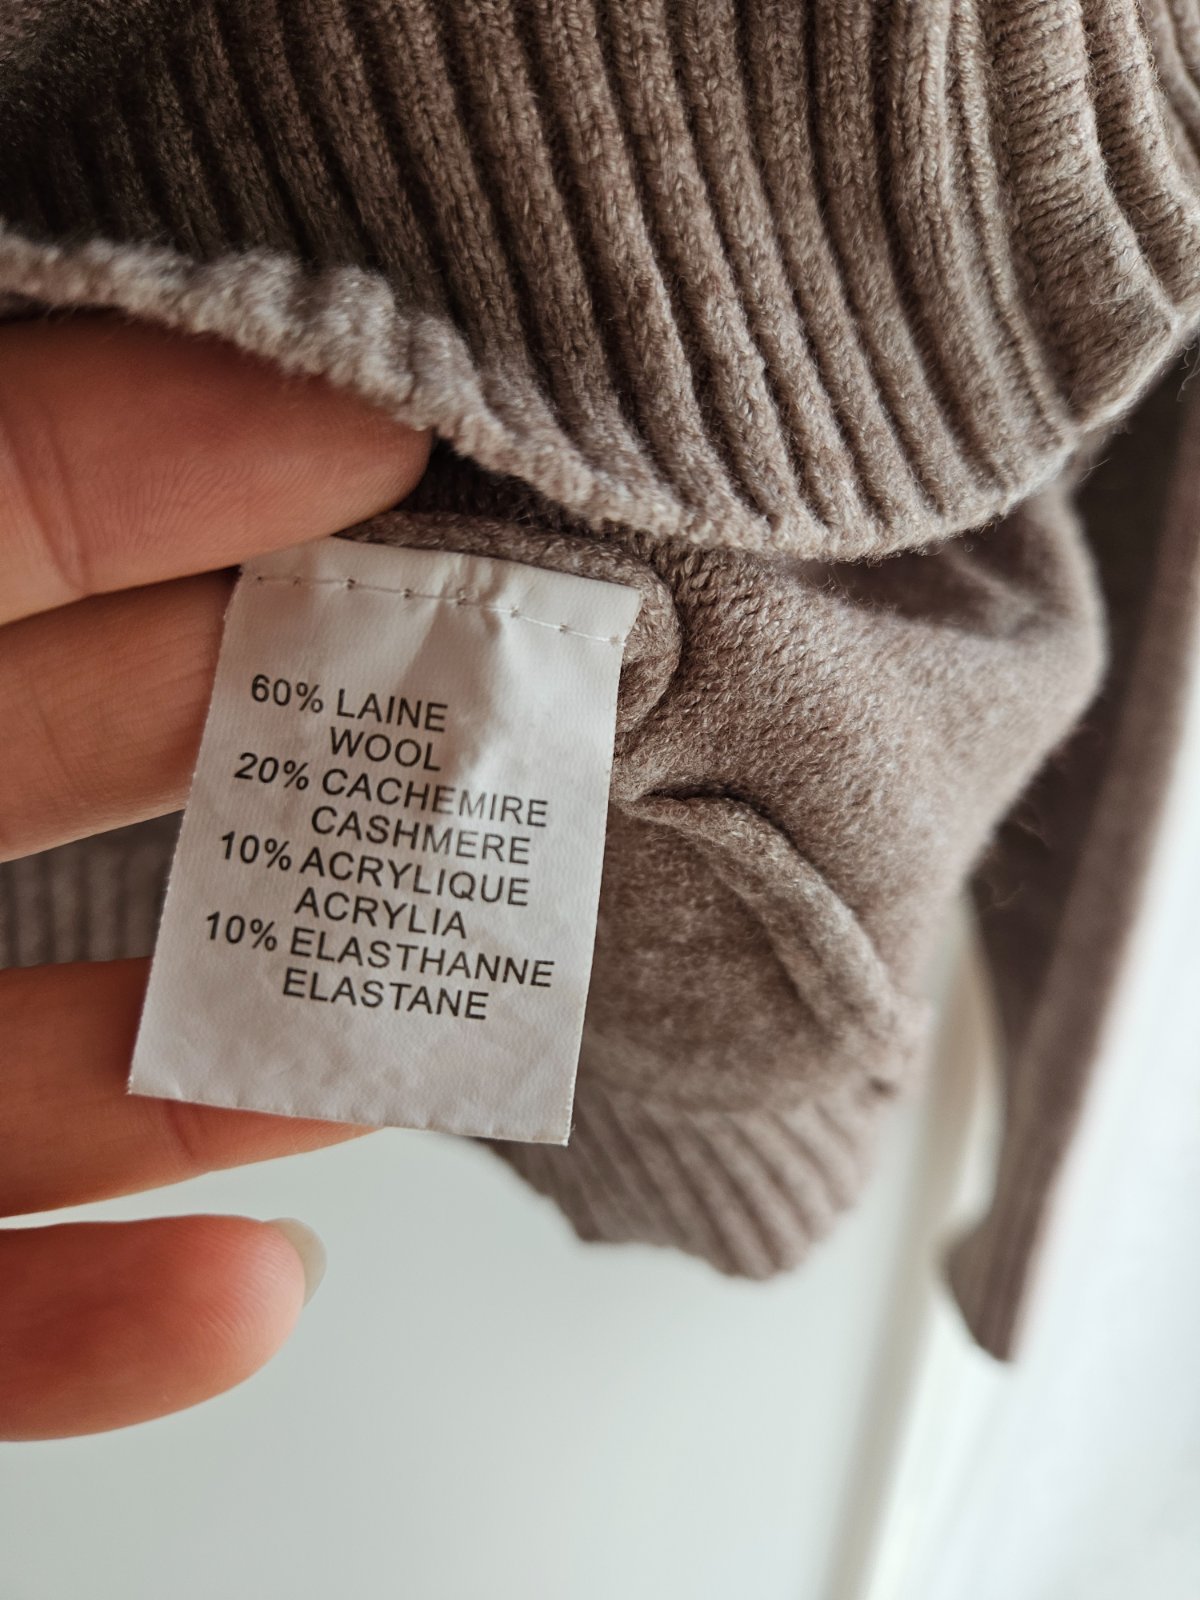 60% LAINE
WOOL
20% CACHEMIRE
CASHMERE
10% ACRYLIQUE
ACRYLIA
10% ELASTHANNE
ELASTANE